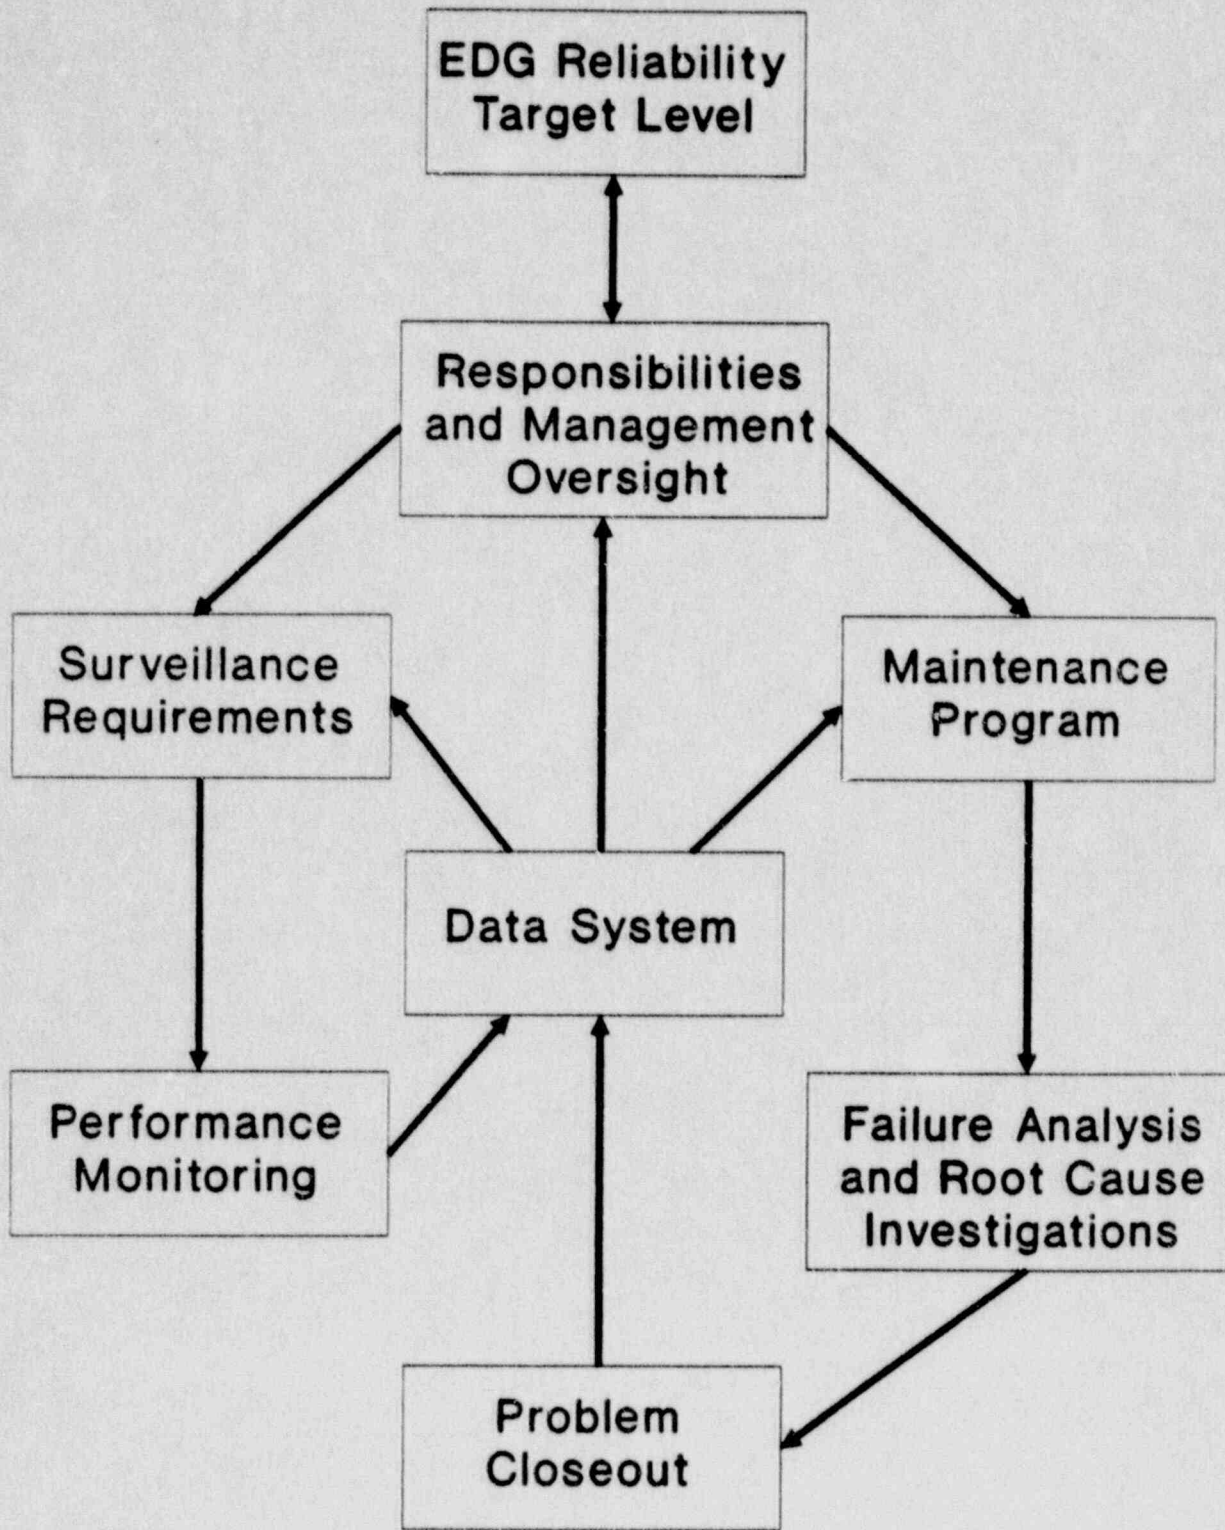 EDG Reliability
Target Level
Responsibilities
and Management
Oversight
Surveillance
Requirements
Maintenance
Program
Data System
Performance
Monitoring
Failure Analysis
and Root Cause
Investigations
Problem
Closeout